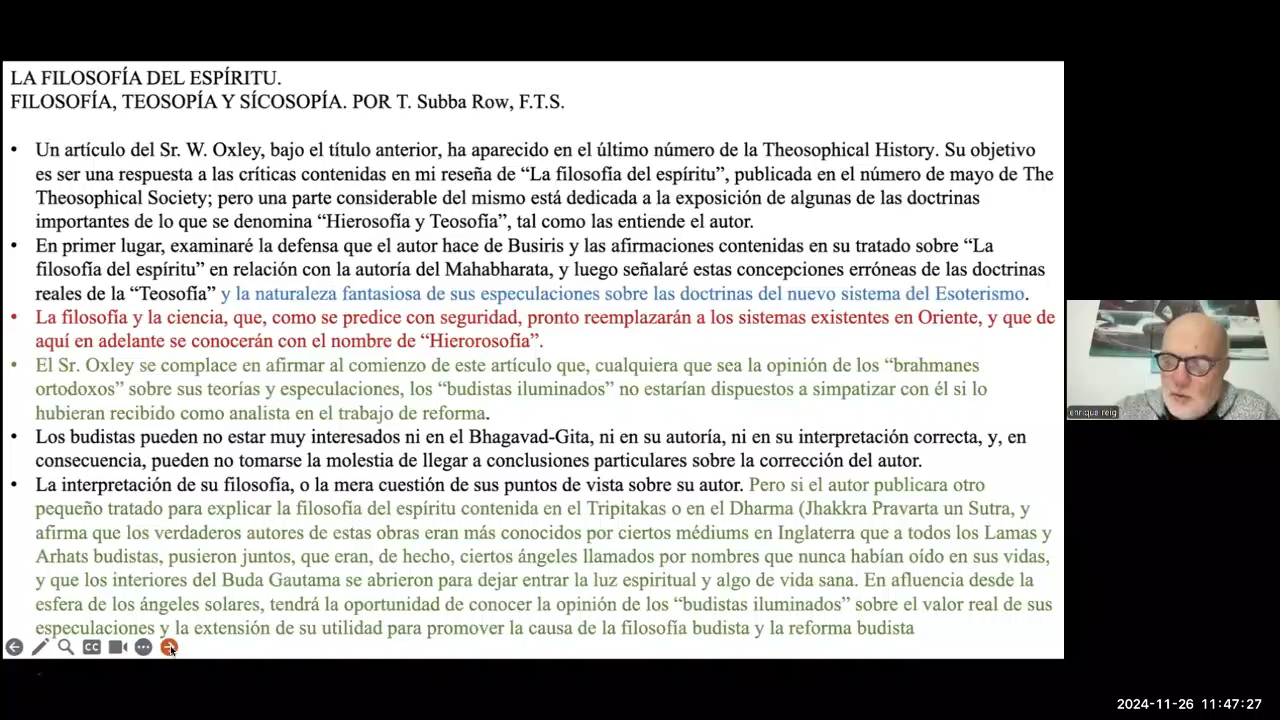 LA FILOSOFÍA DEL ESPÍRITU.
FILOSOFÍA, TEOSOPÍA Y SÍCOSOPÍA. POR T. Subba Row, F.T.S.
• Un artículo del Sr. W. Oxley, bajo el título anterior, ha aparecido en el último número de la Theosophical History. Su objetivo
es ser una respuesta a las críticas contenidas en mi reseña de “La filosofía del espíritu”, publicada en el número de mayo de The
Theosophical Society; pero una parte considerable del mismo está dedicada a la exposición de algunas de las doctrinas
importantes de lo que se denomina “Hierosofía y Teosofía”, tal como las entiende el autor.
• En primer lugar, examinaré la defensa que el autor hace de Busiris y las afirmaciones contenidas en su tratado sobre “La
filosofía del espíritu” en relación con la autoría del Mahabharata, y luego señalaré estas concepciones erróneas de las doctrinas
reales de la “Teosofía” y la naturaleza fantasiosa de sus especulaciones sobre las doctrinas del nuevo sistema del Esoterismo.
• La filosofía y la ciencia, que, como se predice con seguridad, pronto reemplazarán a los sistemas existentes en Oriente, y que de
aquí en adelante se conocerán con el nombre de “Hierorosofía”.
• El Sr. Oxley se complace en afirmar al comienzo de este artículo que, cualquiera que sea la opinión de los “brahmanes
ortodoxos” sobre sus teorías y especulaciones, los “budistas iluminados” no estarían dispuestos a simpatizar con él si lo
hubieran recibido como analista en el trabajo de reforma.
• Los budistas pueden no estar muy interesados ni en el Bhagavad-Gita, ni en su autoría, ni en su interpretación correcta, y, en
consecuencia, pueden no tomarse la molestia de llegar a conclusiones particulares sobre la corrección del autor.
• La interpretación de su filosofía, o la mera cuestión de sus puntos de vista sobre su autor. Pero si el autor publicara otro
pequeño tratado para explicar la filosofía del espíritu contenida en el Tripitakas o en el Dharma (Jhakkra Pravarta un Sutra, y
afirma que los verdaderos autores de estas obras eran más conocidos por ciertos médiums en Inglaterra que a todos los Lamas y
Arhats budistas, pusieron juntos, que eran, de hecho, ciertos ángeles llamados por nombres que nunca habían oído en sus vidas,
y que los interiores del Buda Gautama se abrieron para dejar entrar la luz espiritual y algo de vida sana. En afluencia desde la
esfera de los ángeles solares, tendrá la oportunidad de conocer la opinión de los “budistas iluminados” sobre el valor real de sus
especulaciones y la extensión de su utilidad para promover la causa de la filosofía budista y la reforma budista
CC
enrique reig
2024-11-26 11:47:27